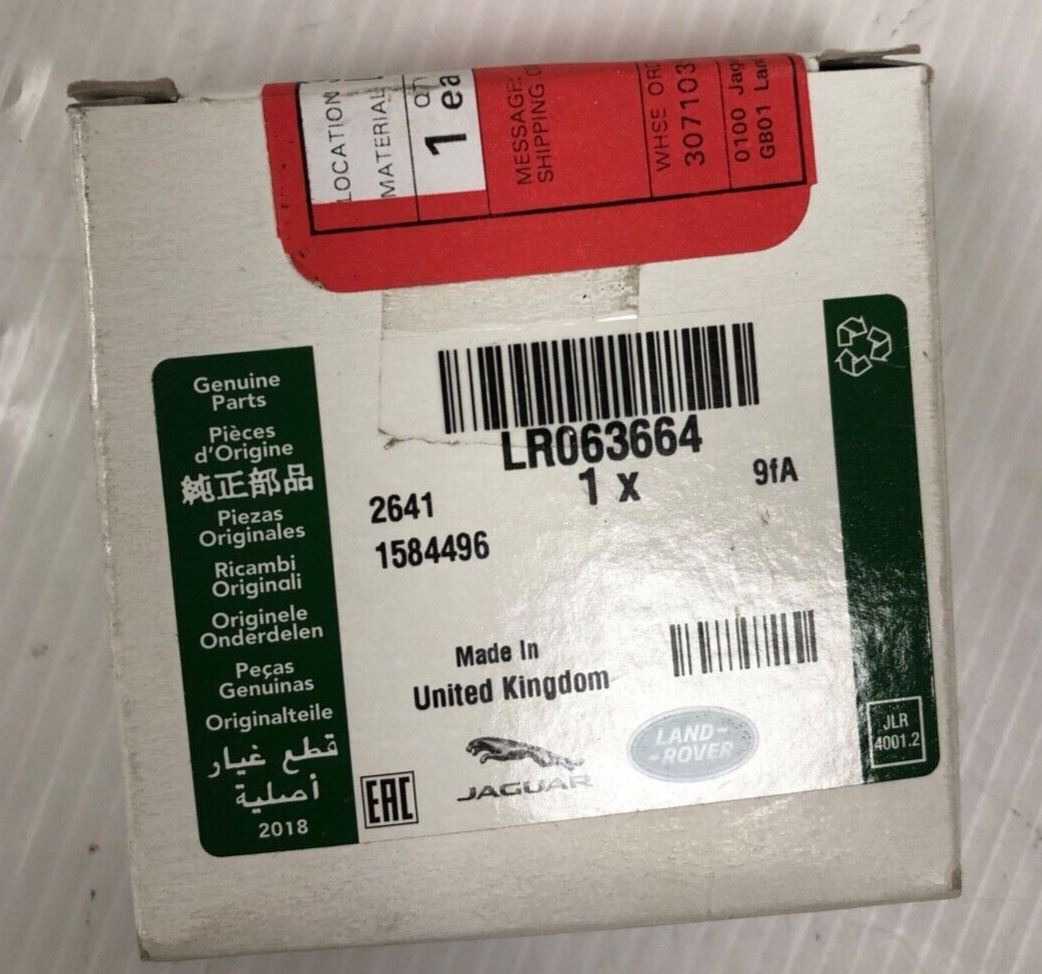 LOCATION
MATERIAL
QTY
1 ea
MESSAGE:
SHIPPING
WHSE ORD
3071103
0100 Jag
GB01 Lan
Genuine
Parts
Pièces
d'Origine
純正部品
Piezas
Originales
Ricambi
Originali
Originele
Onderdelen
Peças
Genuinas
Originalteile
قطع غيار
أصلية
2018
LR063664
1 x
9fA
2641
1584496
Made In
United Kingdom
EAC
JAGUAR
LAND-
-ROVER
JLR
4001.2